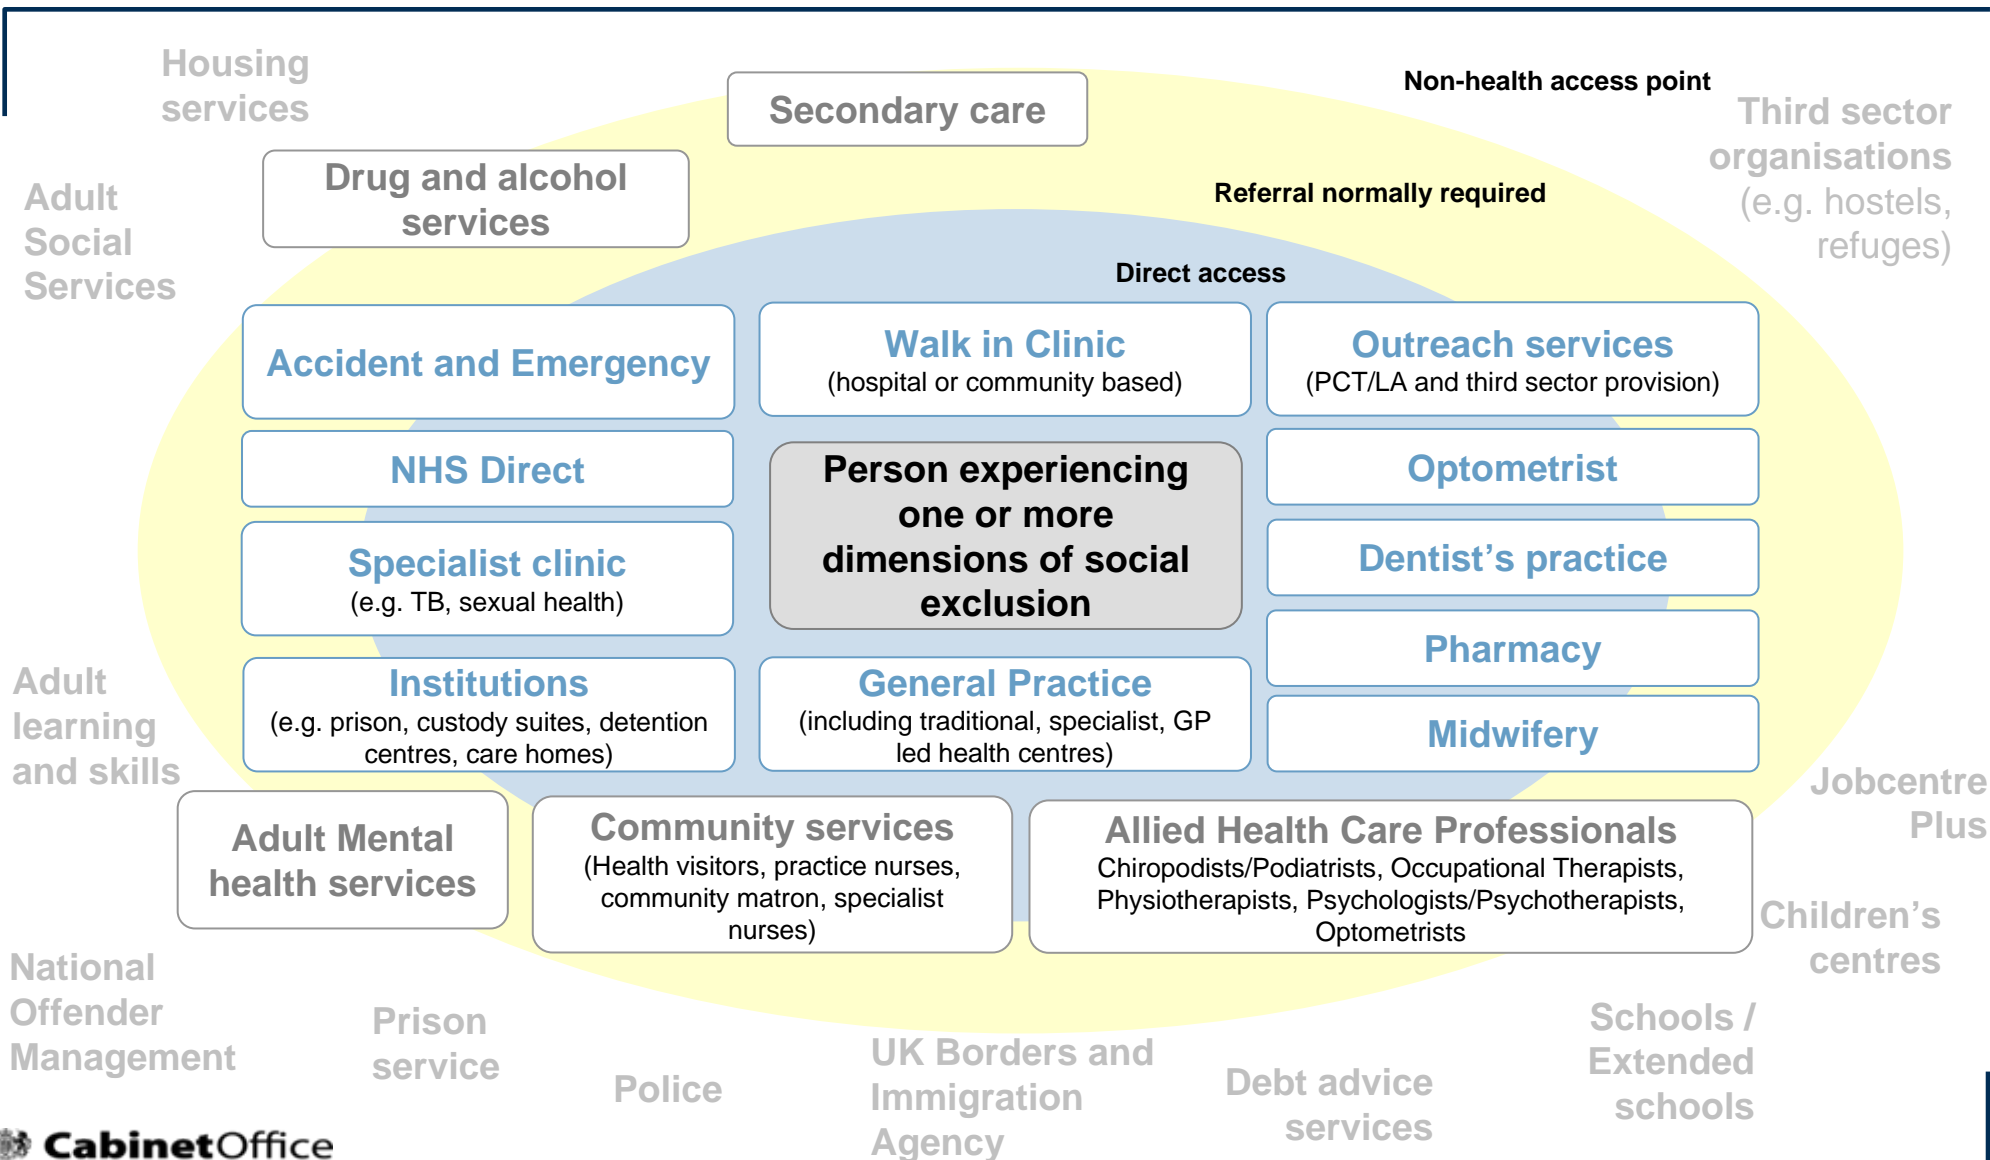 Housing
services
Secondary care
Non-health access point
Third sector
organisations
(e.g. hostels,
refuges)
Drug and alcohol
services
Referral normally required
Adult
Social
Services
Direct access
Accident and Emergency
Walk in Clinic
(hospital or community based)
Outreach services
(PCT/LA and third sector provision)
NHS Direct
Person experiencing
one or more
dimensions of social
exclusion
Optometrist
Specialist clinic
(e.g. TB, sexual health)
Dentist’s practice
Pharmacy
Institutions
(e.g. prison, custody suites, detention
centres, care homes)
General Practice
(including traditional, specialist, GP
led health centres)
Midwifery
Adult
learning
and skills
Jobcentre
Plus
Adult Mental
health services
Community services
(Health visitors, practice nurses,
community matron, specialist
nurses)
Allied Health Care Professionals
Chiropodists/Podiatrists, Occupational Therapists,
Physiotherapists, Psychologists/Psychotherapists,
Optometrists
Children’s
centres
National
Offender
Management
Prison
service
Police
UK Borders and
Immigration
Agency
Debt advice
services
Schools /
Extended
schools
CabinetOffice